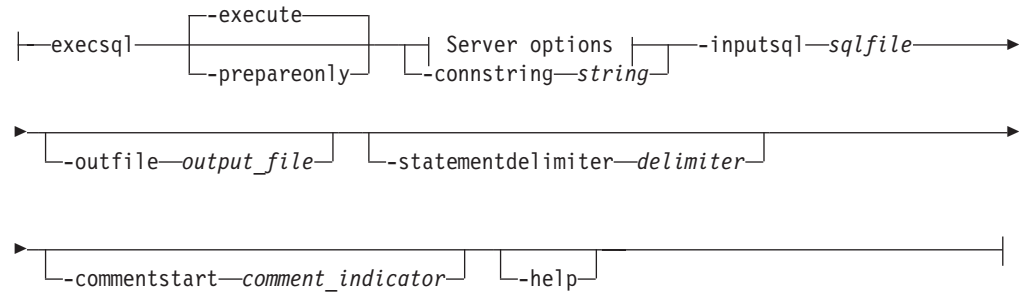 -execute
execsql
-prepareonly
Server options
-connstring string
-inputsql sqlfile
-outfile output_file
-statementdelimiter delimiter
-commentstart comment_indicator
-help